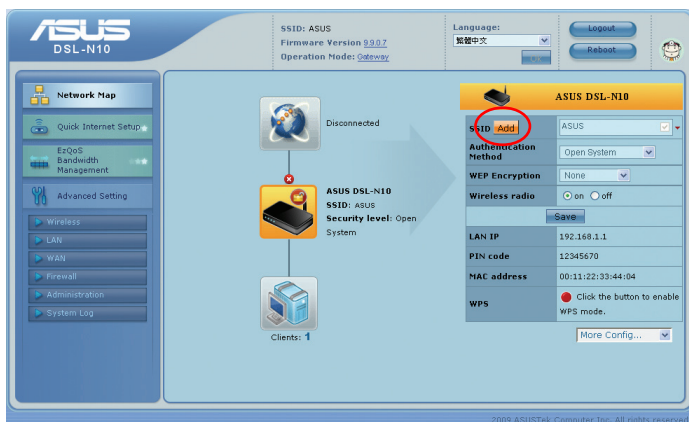 ASUS
DSL-N10
SSID: ASUS
Firmware Version 9.9.0.7
Operation Mode: Gateway
Language:
繁體中文
Logout
Reboot
Network Map
Quick Internet Setup
EzQoS
Bandwidth
Management
Advanced Setting
Wireless
LAN
WAN
Firewall
Administration
System Log
Disconnected
ASUS DSL-N10
SSID: ASUS
Security level: Open
System
Clients: 1
ASUS DSL-N10
SSID Add ASUS
Authentication
Method
Open System
WEP Encryption None
Wireless radio on off
Save
LAN IP 192.168.1.1
PIN code 12345670
MAC address 00:11:22:33:44:04
WPS
Click the button to enable
WPS mode.
More Config...
2009 ASUSTek Computer Inc. All rights reserved